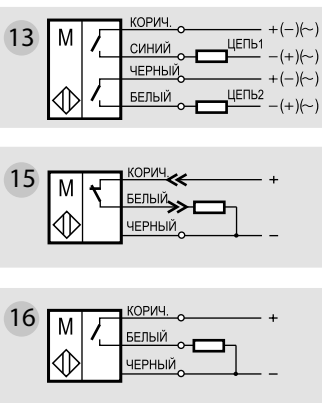 13
М
КОРИЧ. +(−)(~)
СИНИЙ ЦЕПЬ1 −(+)(~)
ЧЕРНЫЙ +(−)(~)
БЕЛЫЙ ЦЕПЬ2 −(+)(~)
15
М
КОРИЧ. +
БЕЛЫЙ
ЧЕРНЫЙ −
16
М
КОРИЧ. +
БЕЛЫЙ
ЧЕРНЫЙ −